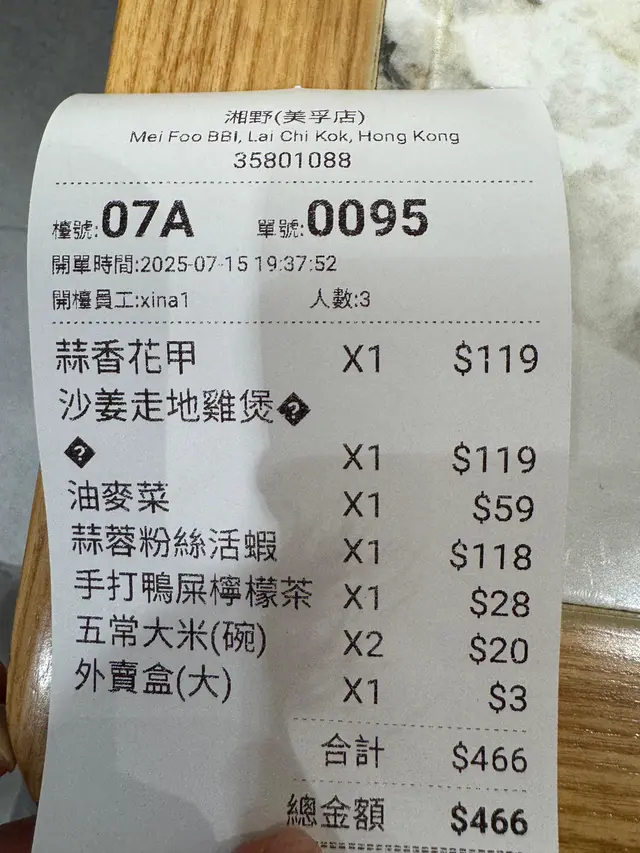 湘野(美孚店)
Mei Foo BBI, Lai Chi Kok, Hong Kong
35801088
檯號:07A 單號:0095
開單時間:2025-07-15 19:37:52
開檯員工:xina1 人數:3
蒜香花甲 X1 $119
沙姜走地雞煲�
� X1 $119
油麥菜 X1 $59
蒜蓉粉絲活蝦 X1 $118
手打鴨屎檸檬茶 X1 $28
五常大米(碗) X2 $20
外賣盒(大) X1 $3
合計 $466
總金額 $466